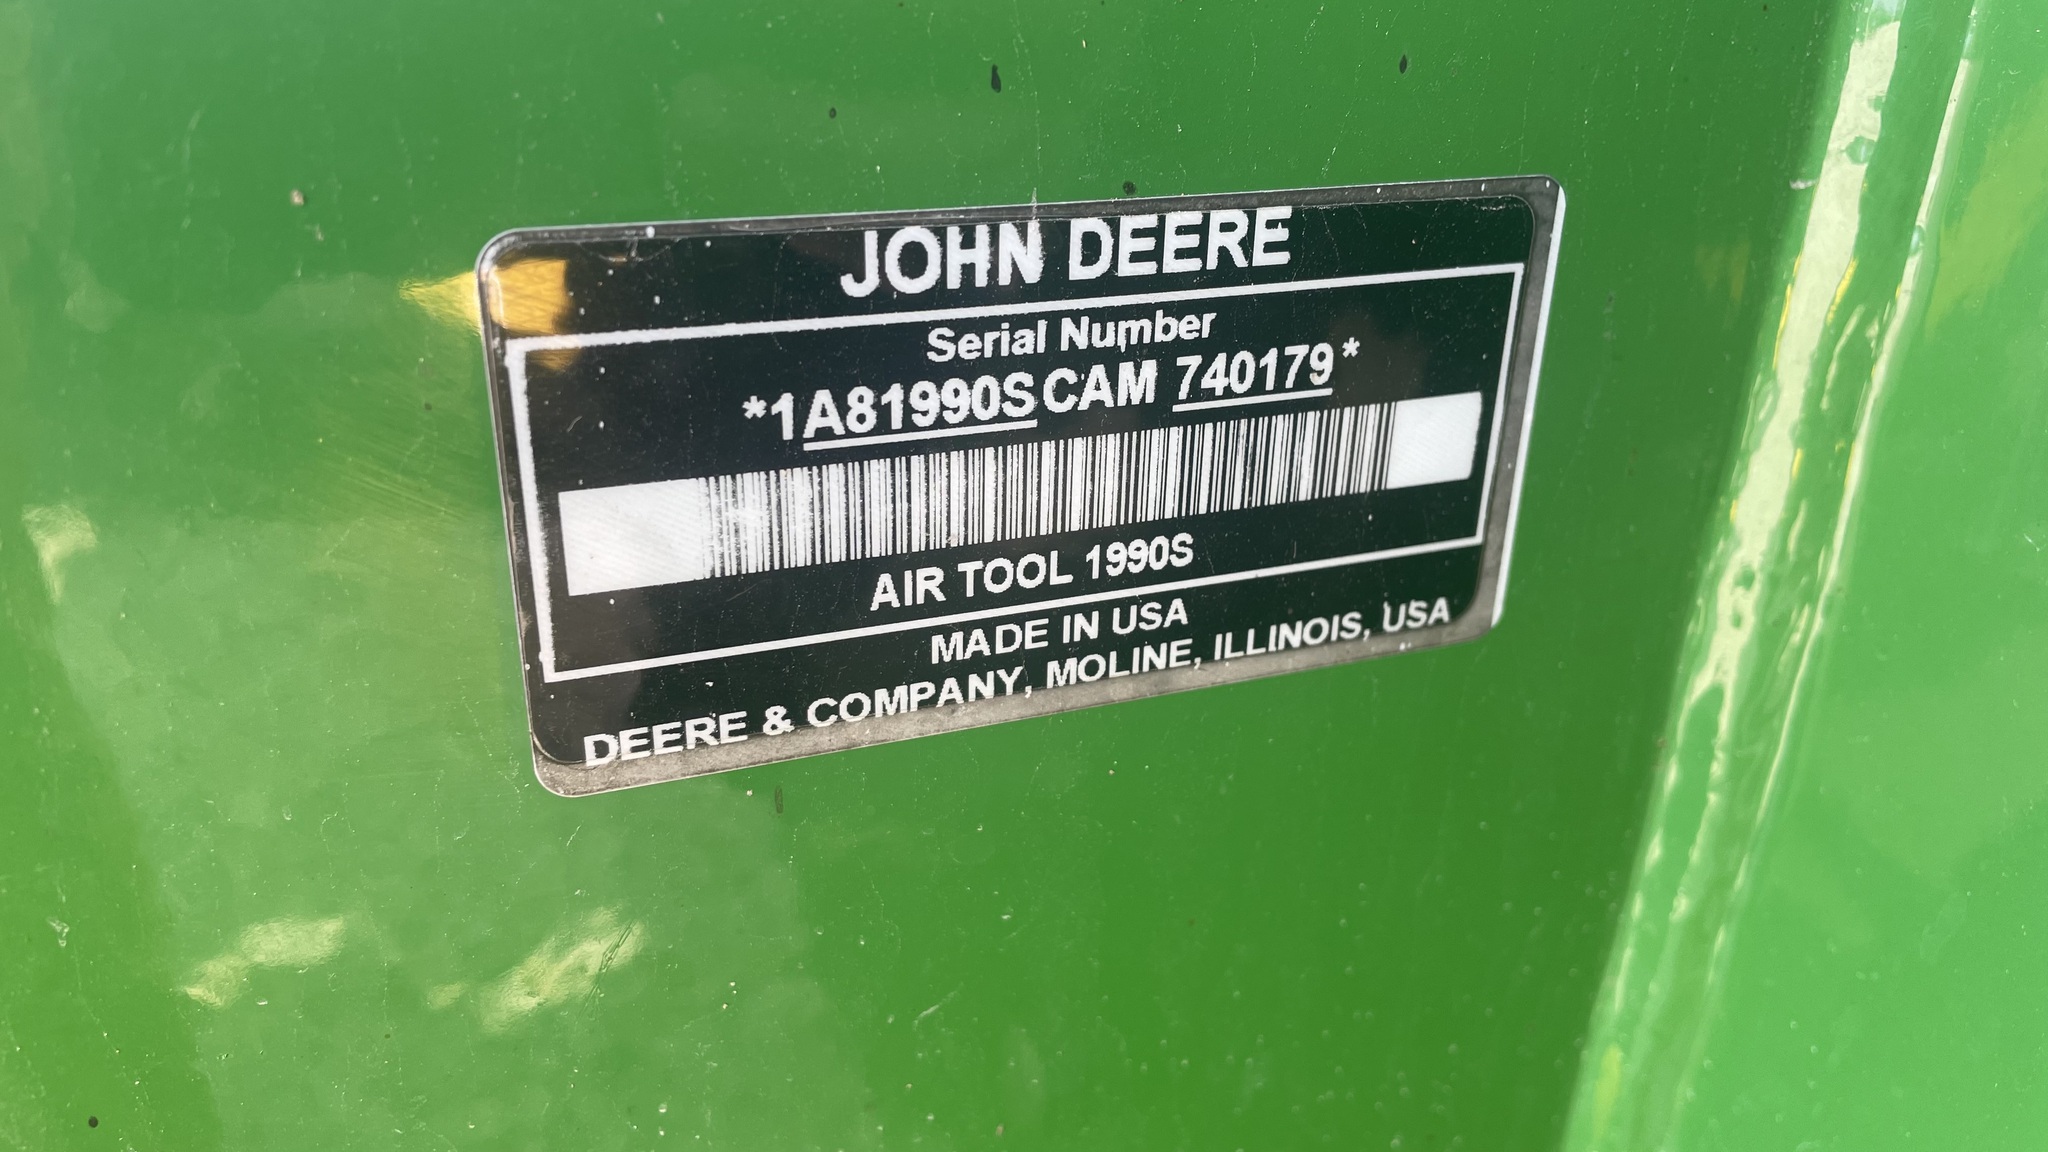 JOHN DEERE
Serial Number
*1A81990SCAM 740179*
AIR TOOL 1990S
MADE IN USA
DEERE & COMPANY, MOLINE, ILLINOIS, USA